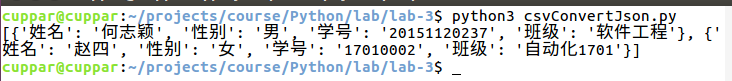 cuppar@cuppar:~/projects/course/Python/lab/lab-3$ python3 csvConvertJson.py
[{'姓名': '何志颖', '性别': '男', '学号': '20151120237', '班级': '软件工程'}, {'
姓名': '赵四', '性别': '女', '学号': '17010002', '班级': '自动化1701'}]
cuppar@cuppar:~/projects/course/Python/lab/lab-3$ _